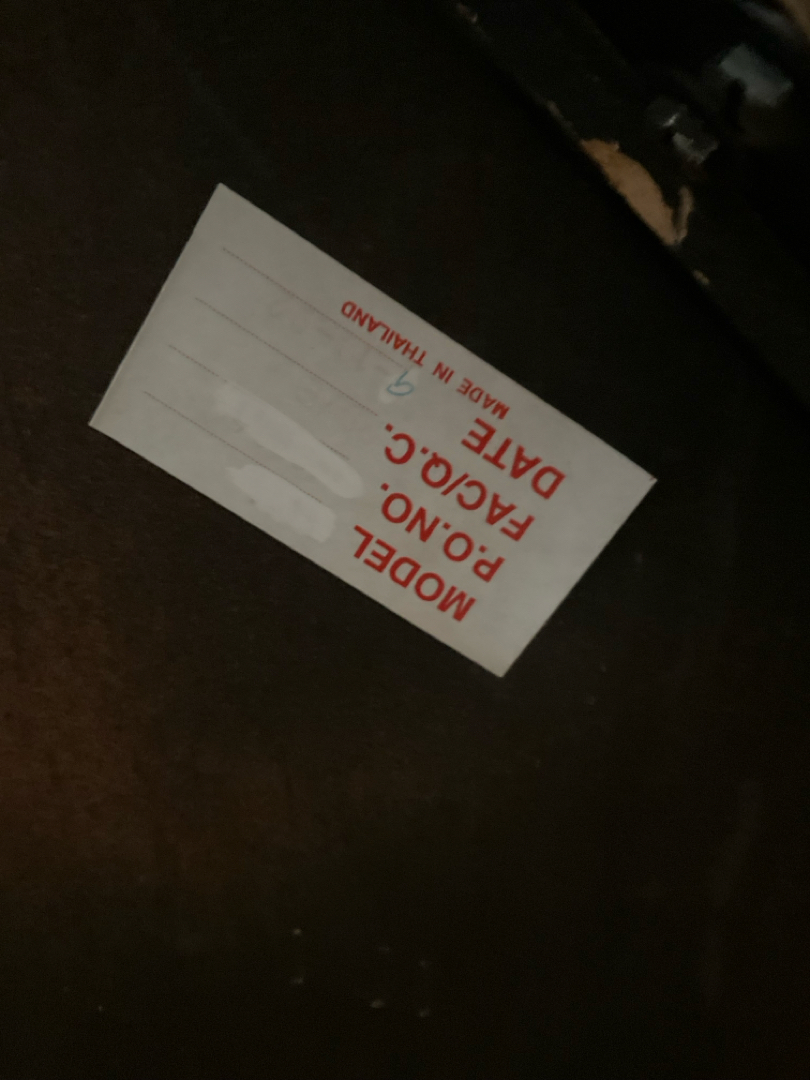 MODEL
P.O.NO.
FAC/Q.C.
DATE
MADE IN THAILAND